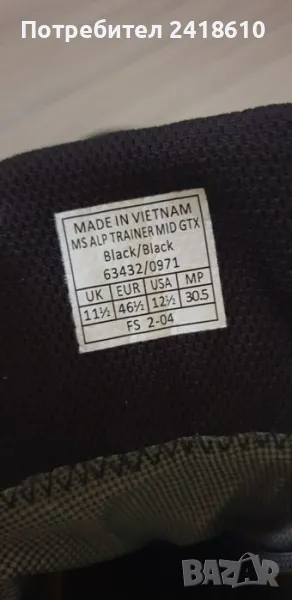 Потребител 2418610
MADE IN VIETNAM
MS ALP TRAINER MID GTX
Black/Black
63432/0971
UK EUR USA MP
11½ 46½ 12½ 30.5
FS 2-04
BAZAR